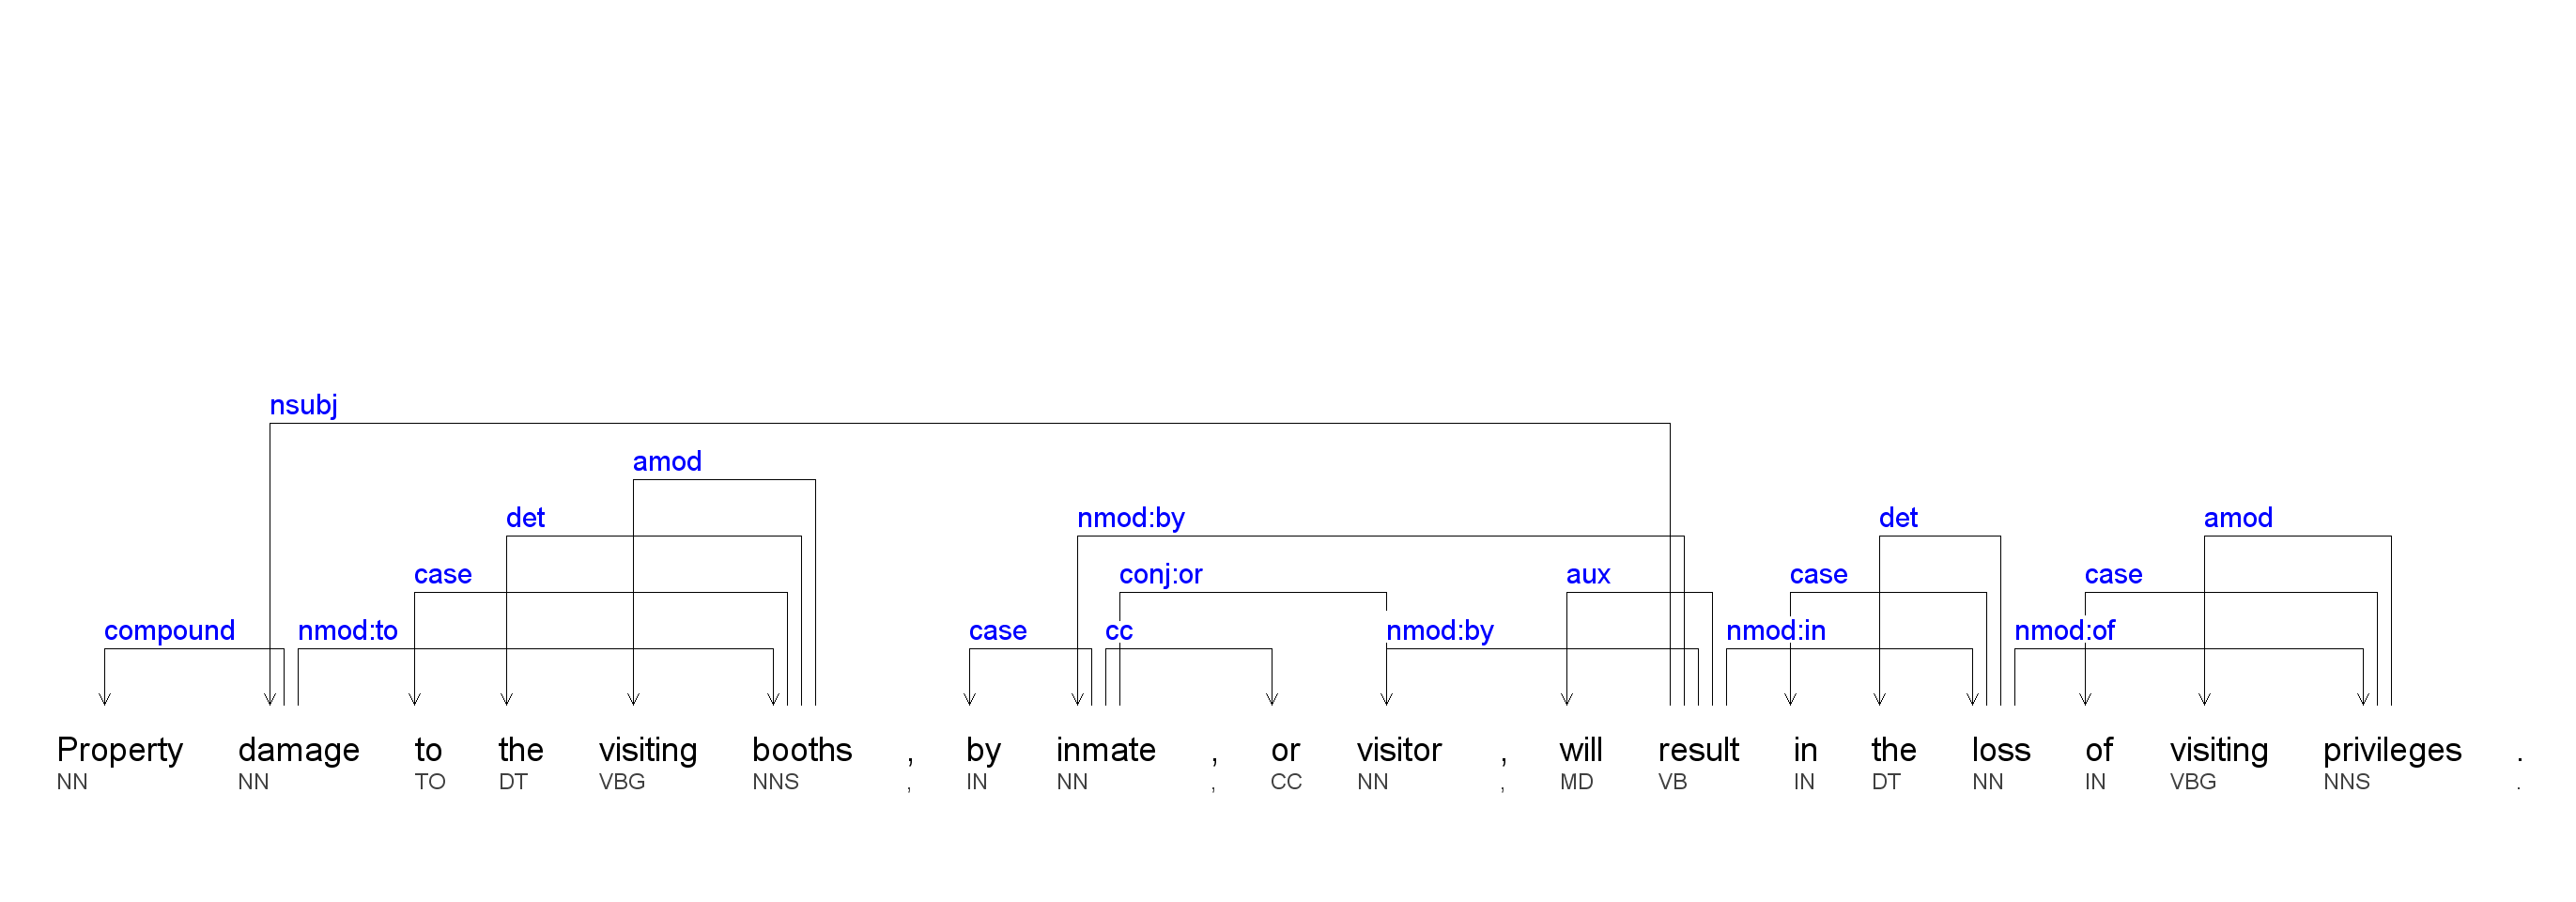 nsubj
amod
det nmod:by det amod
case conj:or aux case case
compound nmod:to case cc nmod:by nmod:in nmod:of
Property damage to the visiting booths , by inmate , or visitor , will result in the loss of visiting privileges .
NN NN TO DT VBG NNS , IN NN , CC NN , MD VB IN DT NN IN VBG NNS .